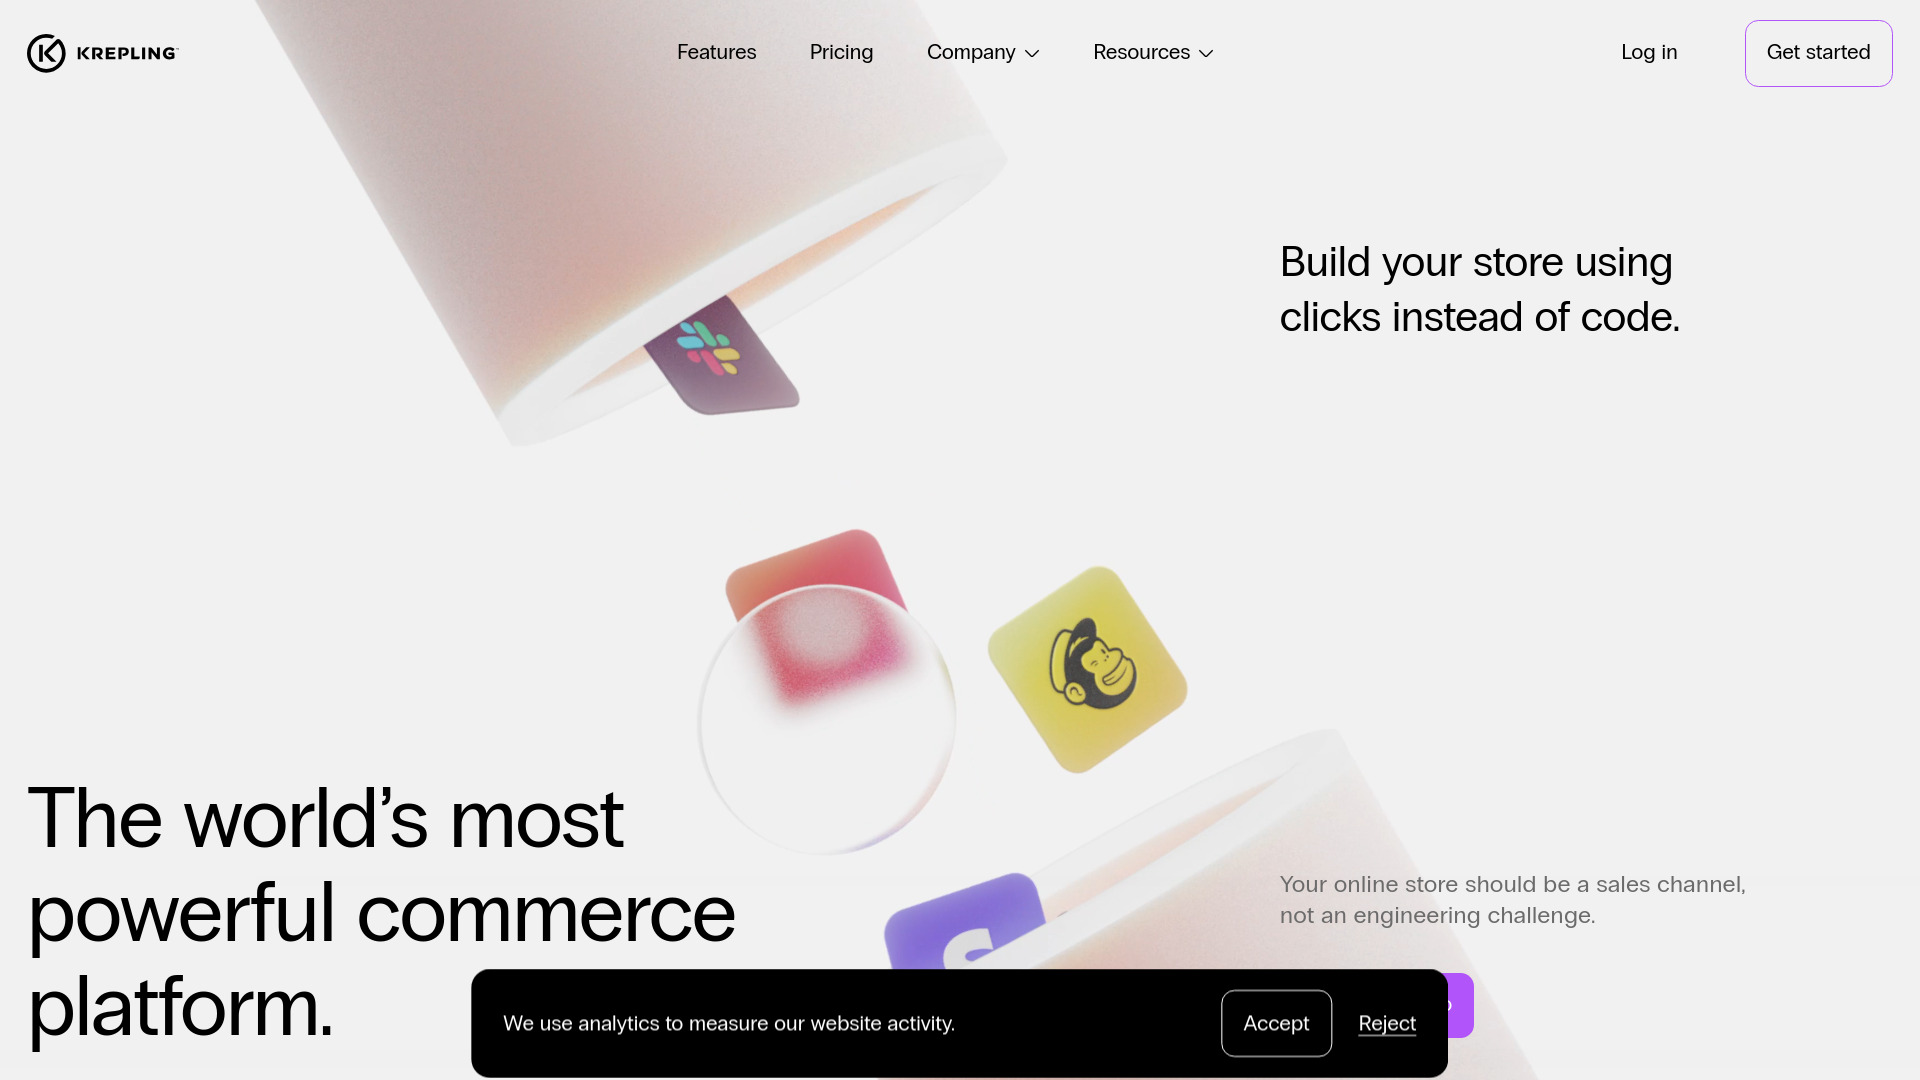 KREPLING
Features
Pricing
Company
Resources
Log in
Get started
Build your store using
clicks instead of code.
The world’s most
powerful commerce
platform.
Your online store should be a sales channel,
not an engineering challenge.
We use analytics to measure our website activity.
Accept
Reject